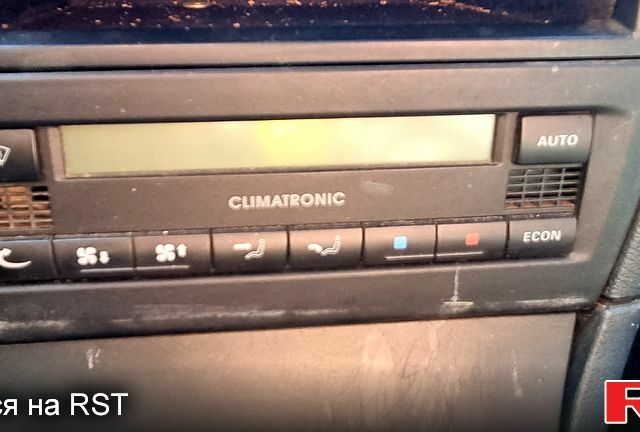 AUTO
CLIMATRONIC
ECON
ся на RST
R